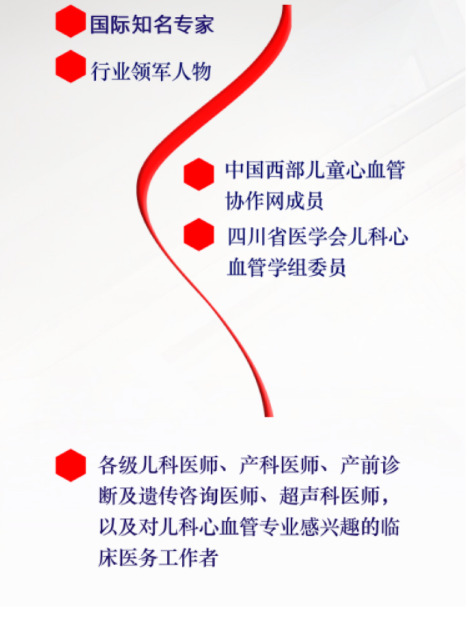 国际知名专家
行业领军人物
中国西部儿童心血管
协作网成员
四川省医学会儿科心
血管学组委员
各级儿科医师、产科医师、产前诊
断及遗传咨询医师、超声科医师，
以及对儿科心血管专业感兴趣的临
床医务工作者